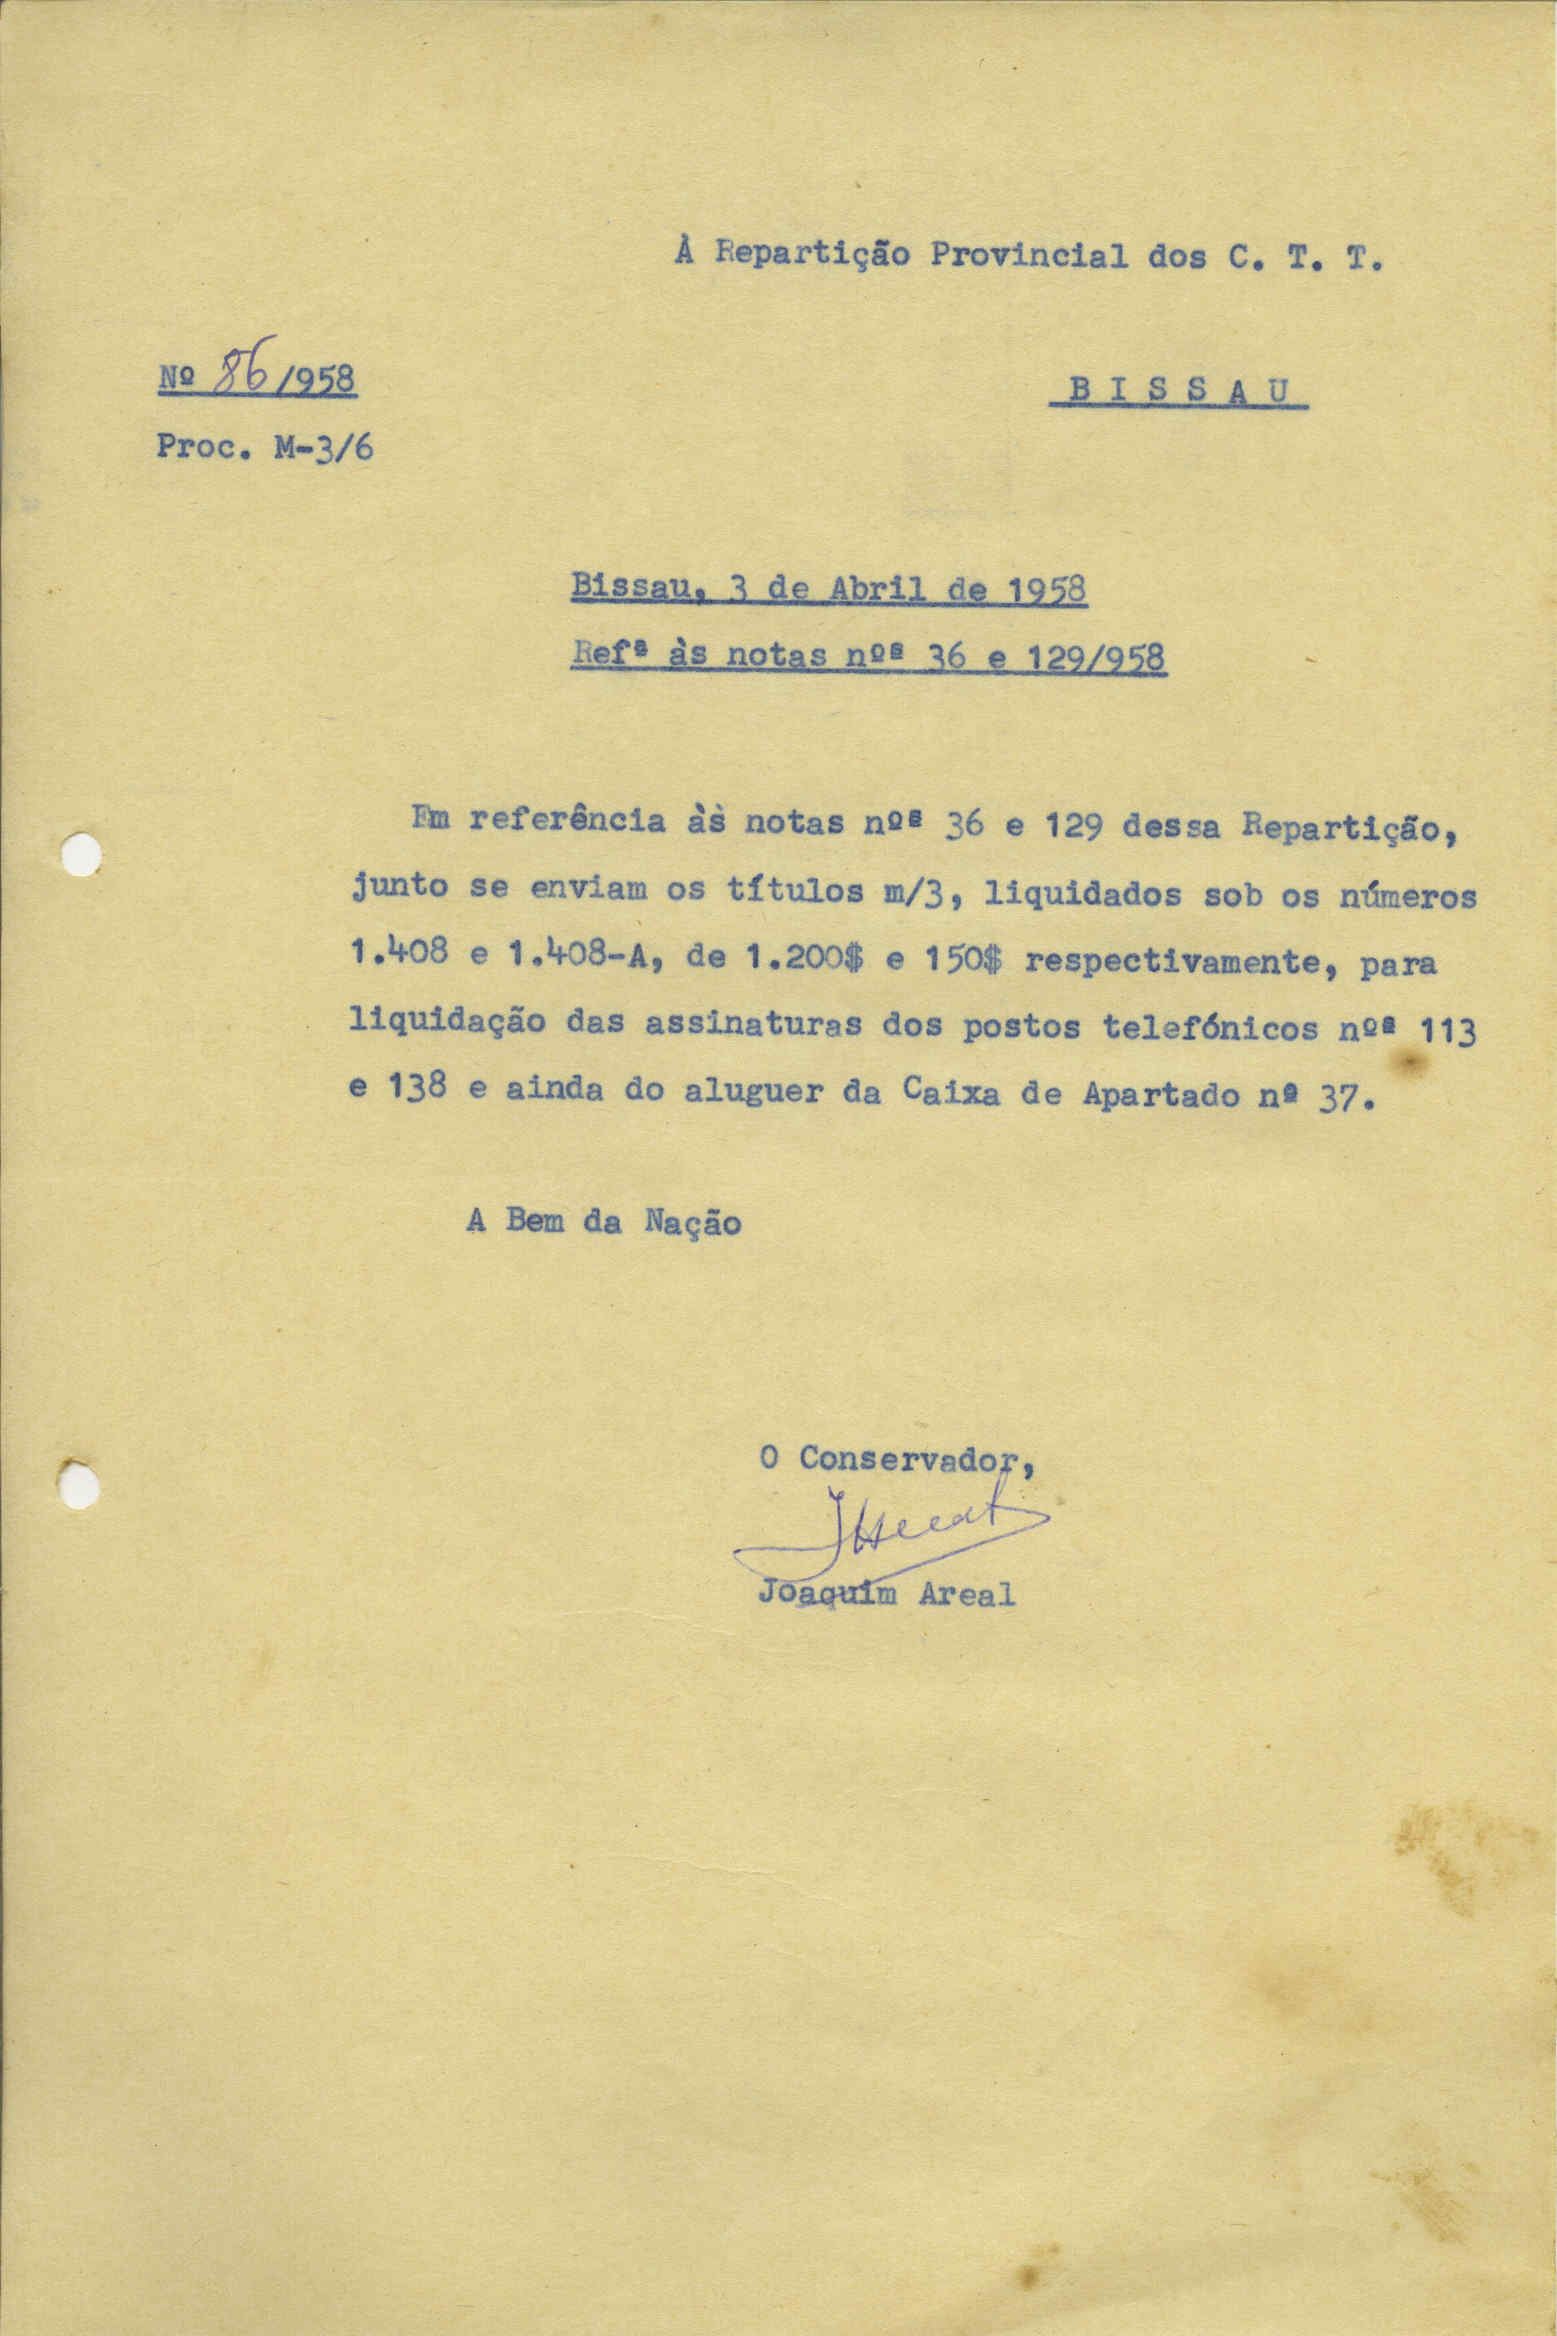 À Repartição Provincial dos C. T. T.
Nº 86/958
B I S S A U
Proc. M-3/6
Bissau, 3 de Abril de 1958
Refª às notas nºs 36 e 129/958
Em referência às notas nºs 36 e 129 dessa Repartição,
junto se enviam os títulos m/3, liquidados sob os números
1.408 e 1.408-A, de 1.200$ e 150$ respectivamente, para
liquidação das assinaturas dos postos telefónicos nºs 113
e 138 e ainda do aluguer da Caixa de Apartado nº 37.
A Bem da Nação
O Conservador,
Joaquim Areal